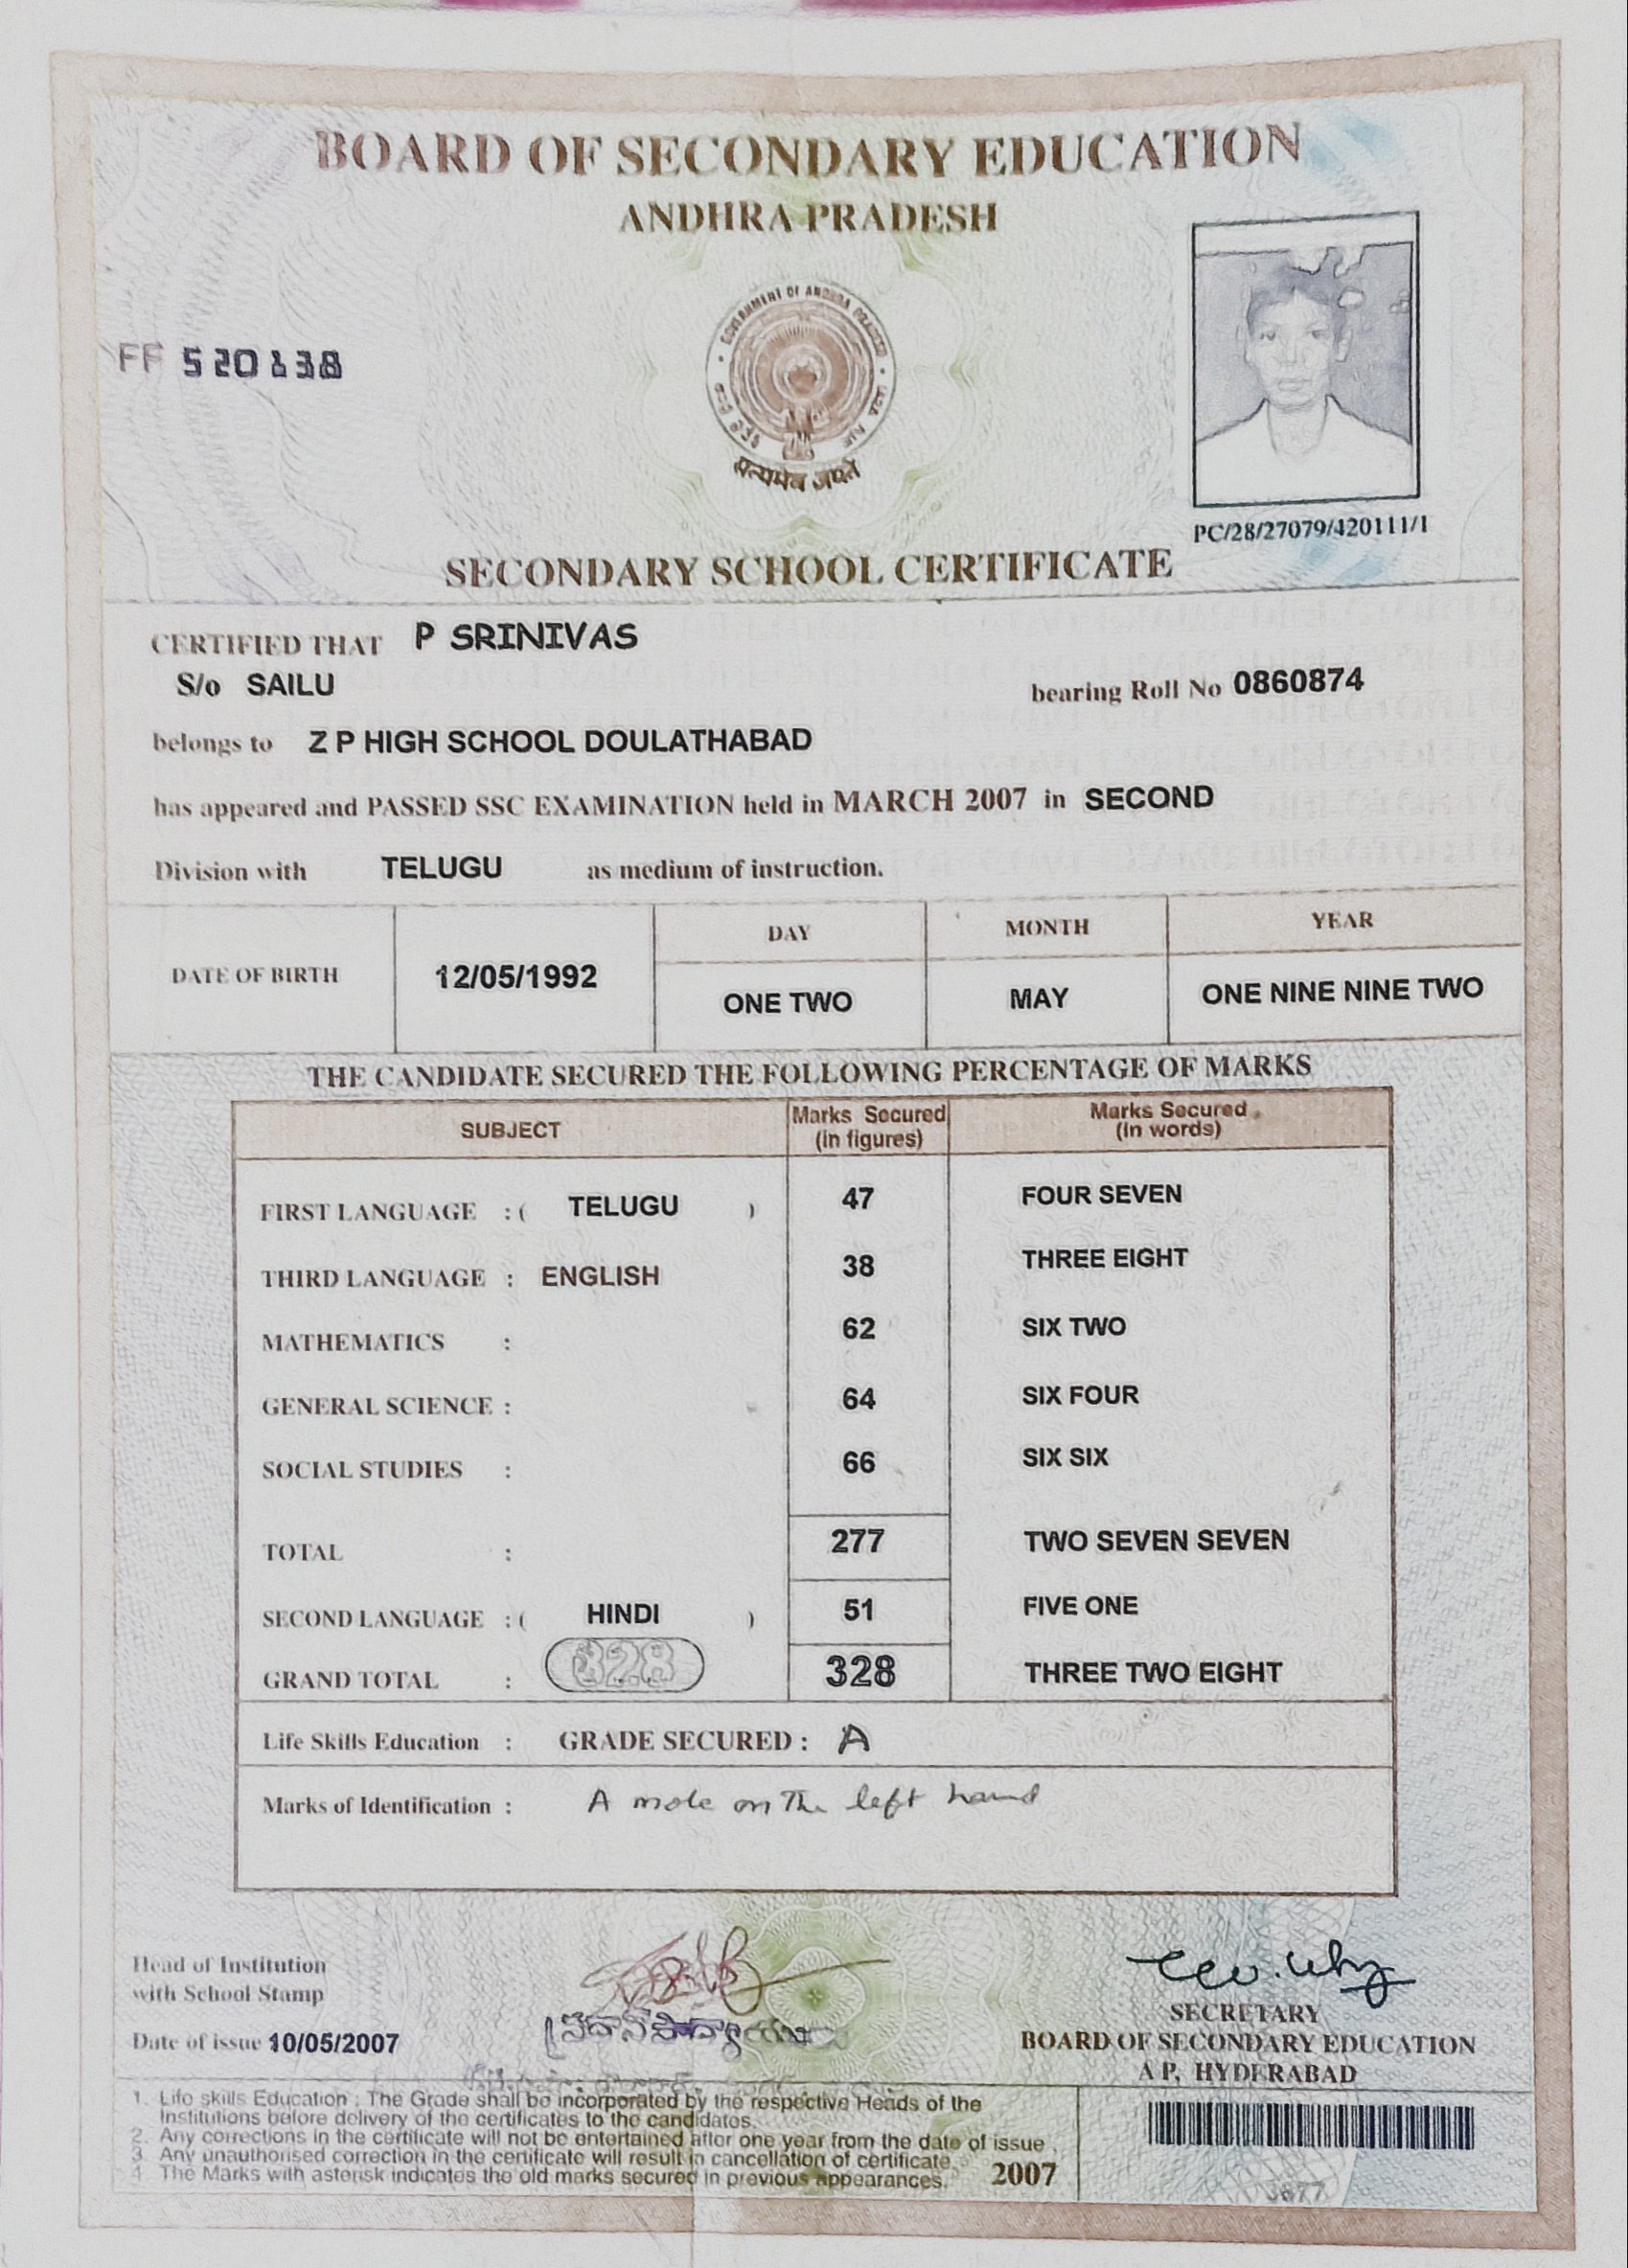 BOARD OF SECONDARY EDUCATION
ANDHRA PRADESH
GOVERNMENT OF ANDHRA PRADESH
सत्यमेव जयते
FF 520138
PC/28/27079/420111/1
SECONDARY SCHOOL CERTIFICATE
CERTIFIED THAT P SRINIVAS
S/o SAILU bearing Roll No 0860874
belongs to Z P HIGH SCHOOL DOULATHABAD
has appeared and PASSED SSC EXAMINATION held in MARCH 2007 in SECOND
Division with TELUGU as medium of instruction.
DAY MONTH YEAR
DATE OF BIRTH 12/05/1992 ONE TWO MAY ONE NINE NINE TWO
THE CANDIDATE SECURED THE FOLLOWING PERCENTAGE OF MARKS
SUBJECT Marks Secured (in figures) Marks Secured (in words)
FIRST LANGUAGE : ( TELUGU ) 47 FOUR SEVEN
THIRD LANGUAGE : ENGLISH 38 THREE EIGHT
MATHEMATICS : 62 SIX TWO
GENERAL SCIENCE : 64 SIX FOUR
SOCIAL STUDIES : 66 SIX SIX
TOTAL : 277 TWO SEVEN SEVEN
SECOND LANGUAGE : ( HINDI ) 51 FIVE ONE
GRAND TOTAL : 328 328 THREE TWO EIGHT
Life Skills Education : GRADE SECURED : A
Marks of Identification : A mole on the left hand
Head of Institution
with School Stamp
Date of issue 10/05/2007
SECRETARY
BOARD OF SECONDARY EDUCATION
A P, HYDERABAD
1. Life skills Education : The Grade shall be incorporated by the respective Heads of the
Institutions before delivery of the certificates to the candidates.
2. Any corrections in the certificate will not be entertained after one year from the date of issue .
3. Any unauthorised correction in the certificate will result in cancellation of certificate.
4 The Marks with asterisk indicates the old marks secured in previous appearances.
2007